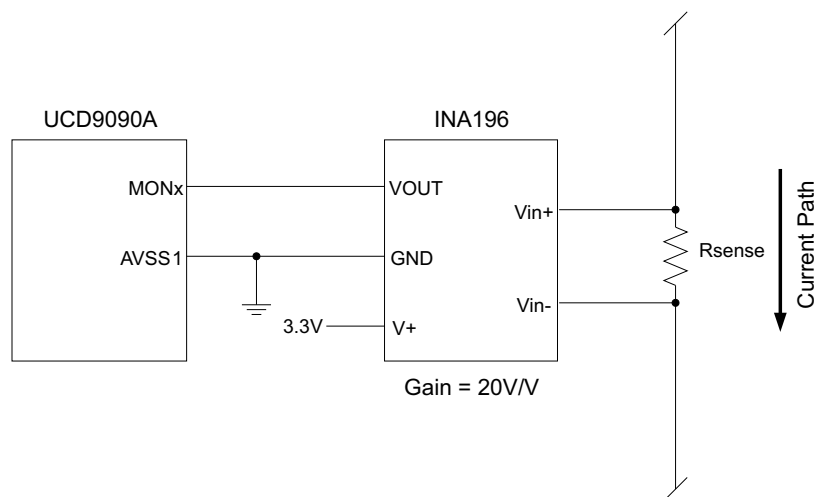 UCD9090A
INA196
MONx
VOUT
Vin+
AVSS1
GND
Rsense
Current Path
Vin-
3.3V
V+
Gain = 20V/V